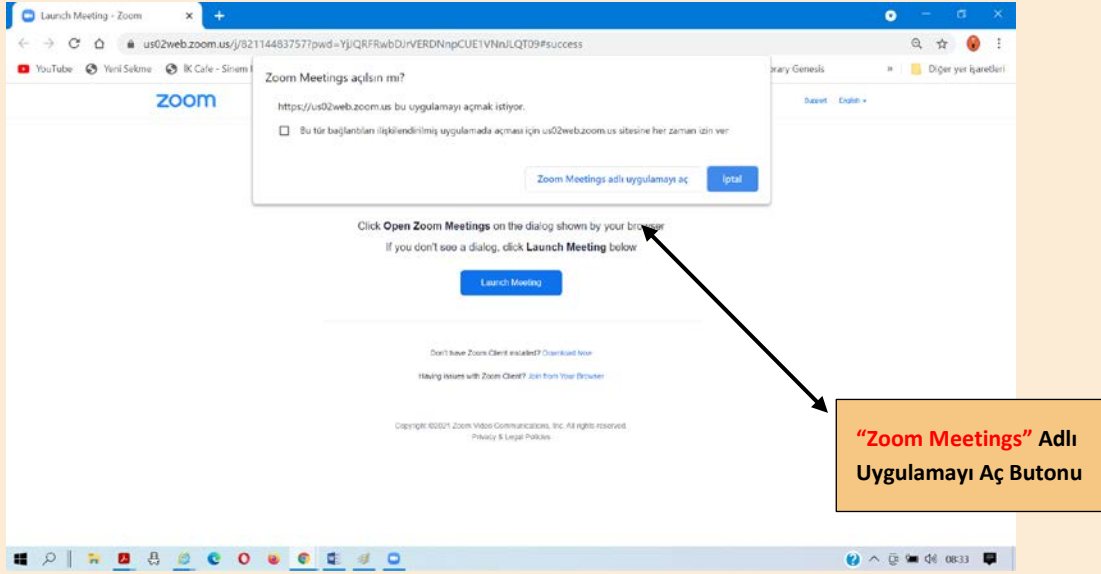 Launch Meeting - Zoom
us02web.zoom.us/j/82114483757?pwd=YjJQRFRwbDJrVERDNnpCUE1VNnJLQT09#success
YouTube Yeni Sekme İK Cafe - Sinem
Genesis » Diğer yer işaretleri
zoom
Support English
Zoom Meetings açılsın mı?
https://us02web.zoom.us bu uygulamayı açmak istiyor.
Bu tür bağlantıları ilişkilendirilmiş uygulamada açması için us02web.zoom.us sitesine her zaman izin ver
Zoom Meetings adlı uygulamayı aç
İptal
Click Open Zoom Meetings on the dialog shown by your browser
If you don't see a dialog, click Launch Meeting below
Launch Meeting
Don't have Zoom Client installed? Download Now
Having issues with Zoom Client? Join from Your Browser
Copyright ©2021 Zoom Video Communications, Inc. All rights reserved.
Privacy & Legal Policies
“Zoom Meetings” Adlı
Uygulamayı Aç Butonu
08:33